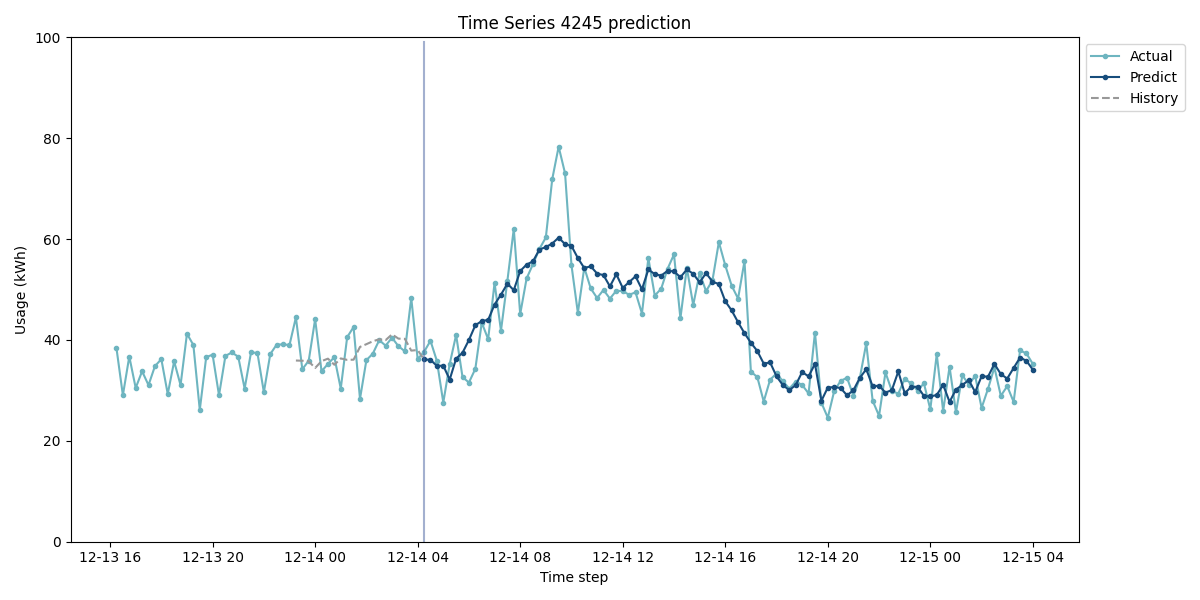 Time Series 4245 prediction
100
80
60
40
20
0
Usage (kWh)
12-13 16
12-13 20
12-14 00
12-14 04
12-14 08
12-14 12
12-14 16
12-14 20
12-15 00
12-15 04
Time step
Actual
Predict
History